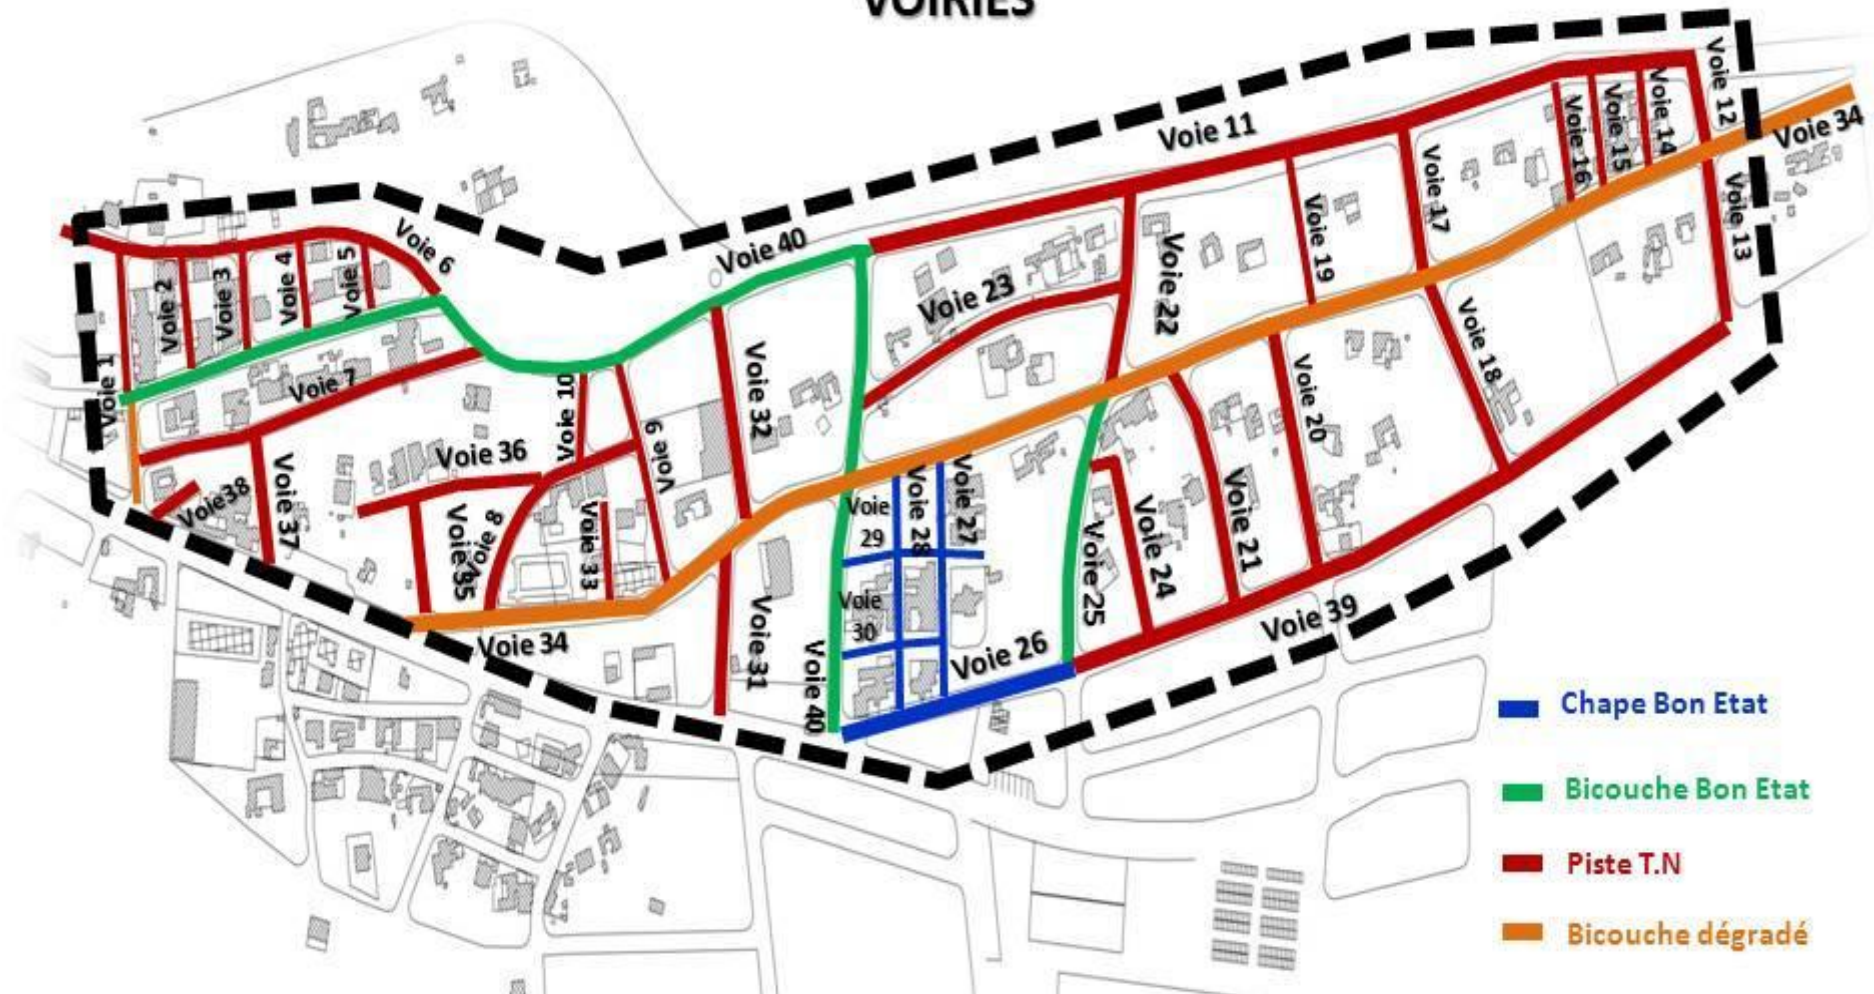 VOIRIES
Voie 12
Voie 14
Voie 15
Voie 16
Voie 34
Voie 11
Voie 17
Voie 13
Voie 40
Voie 6
Voie 5
Voie 4
Voie 3
Voie 2
Voie 1
Voie 19
Voie 22
Voie 23
Voie 18
Voie 7
Voie 10
Voie 32
Voie 20
Voie 9
Voie 36
Voie 37
Voie38
Voie 35
Voie 8
Voie 33
Voie
29
Voie 28
Voie 27
Voie 21
Voie 24
Voie 25
Voie
30
Voie 31
Voie 34
Voie 40
Voie 26
Voie 39
Chape Bon Etat
Bicouche Bon Etat
Piste T.N
Bicouche dégradé